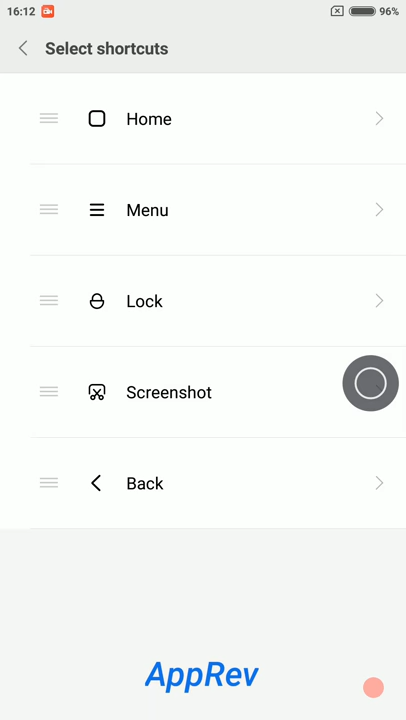 16:12
96%
Select shortcuts
Home
Menu
Lock
Screenshot
Back
AppRev